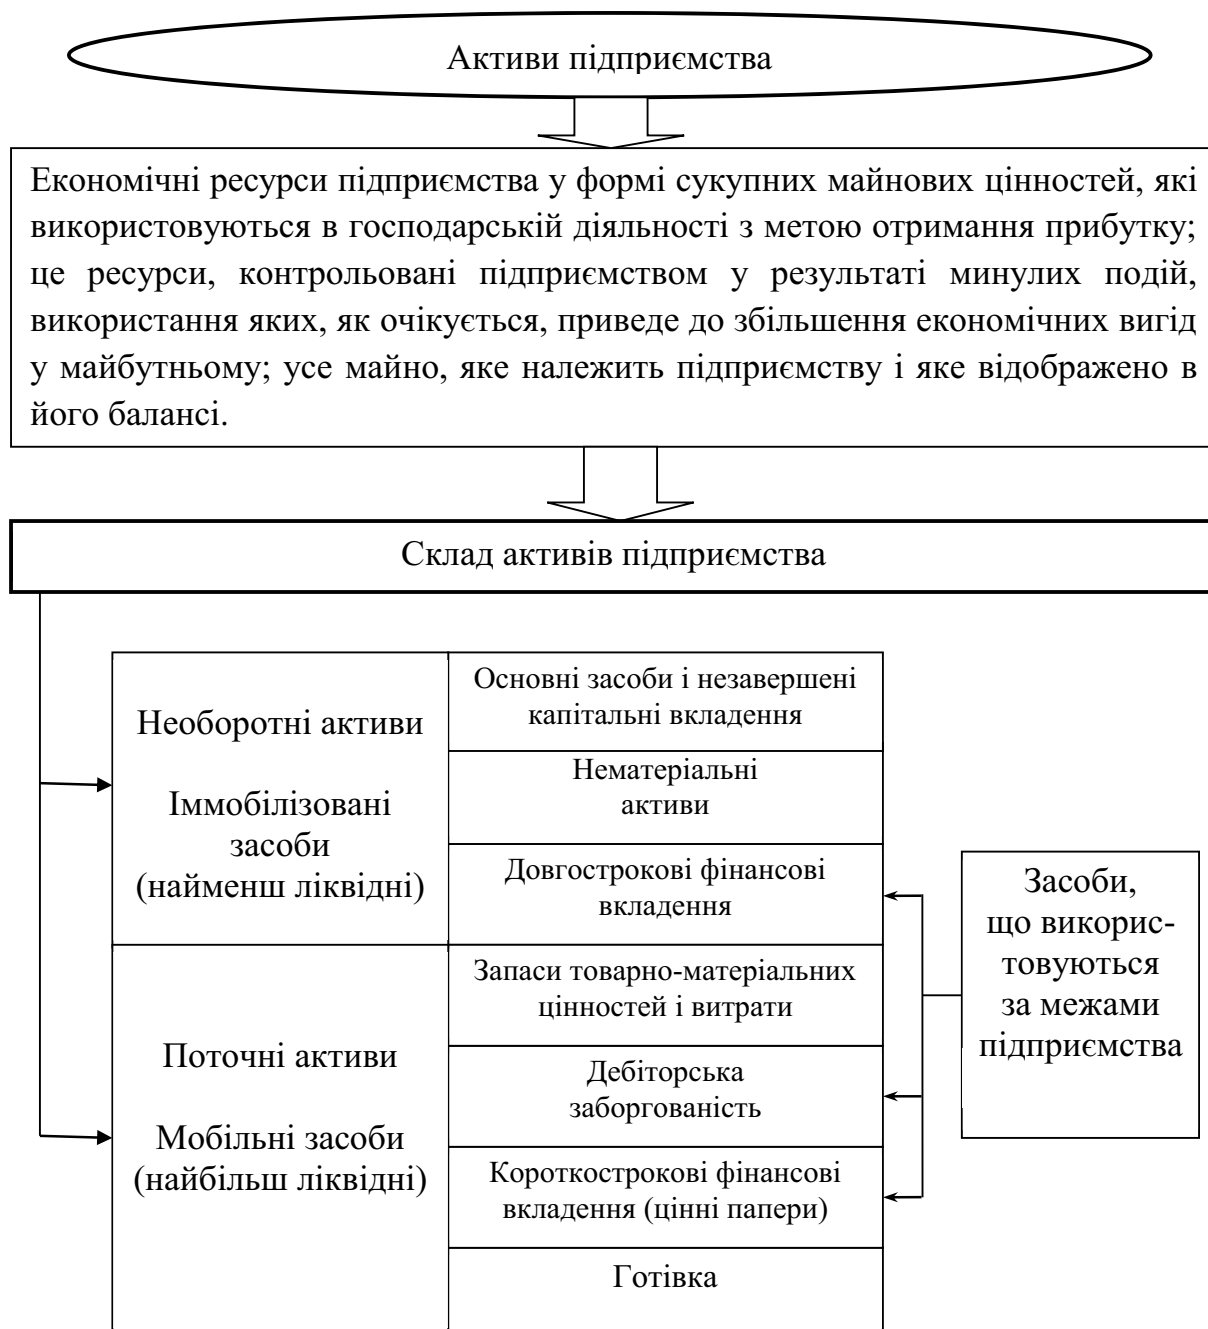 Активи підприємства
Економічні ресурси підприємства у формі сукупних майнових цінностей, які
використовуються в господарській діяльності з метою отримання прибутку;
це ресурси, контрольовані підприємством у результаті минулих подій,
використання яких, як очікується, приведе до збільшення економічних вигід
у майбутньому; усе майно, яке належить підприємству і яке відображено в
його балансі.
Склад активів підприємства
Необоротні активи
Іммобілізовані
засоби
(найменш ліквідні)
Основні засоби і незавершені
капітальні вкладення
Нематеріальні
активи
Довгострокові фінансові
вкладення
Поточні активи
Мобільні засоби
(найбільш ліквідні)
Запаси товарно-матеріальних
цінностей і витрати
Дебіторська
заборгованість
Короткострокові фінансові
вкладення (цінні папери)
Готівка
Засоби,
що викорис-
товуються
за межами
підприємства